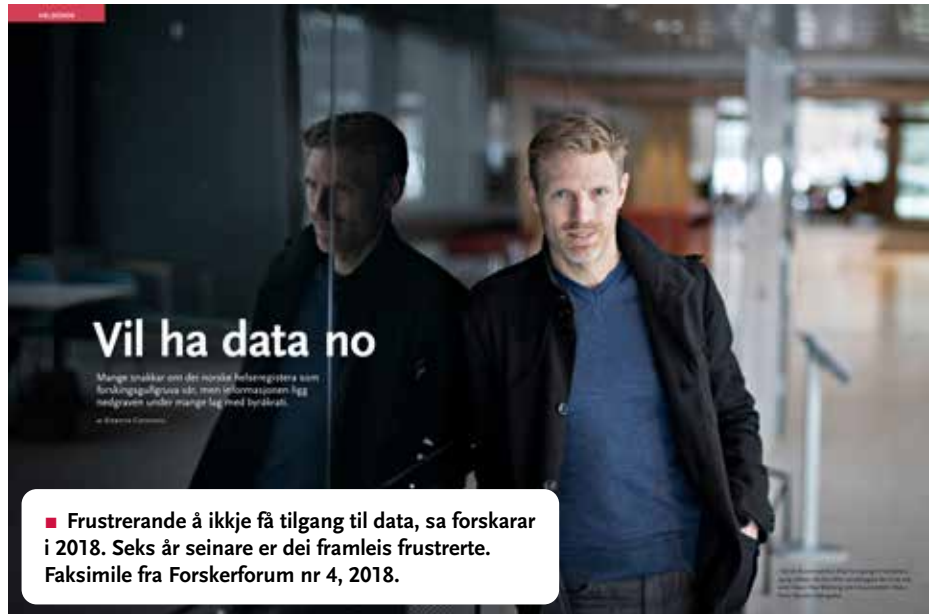 HELSEDATA
Vil ha data no
Mange snakkar om dei norske helseregistera som
forskingsgullgruva vår, men informasjonen ligg
nedgraven under mange lag med byråkrati.
■ Frustrerande å ikkje få tilgang til data, sa forskarar
i 2018. Seks år seinare er dei framleis frustrerte.
Faksimile fra Forskerforum nr 4, 2018.